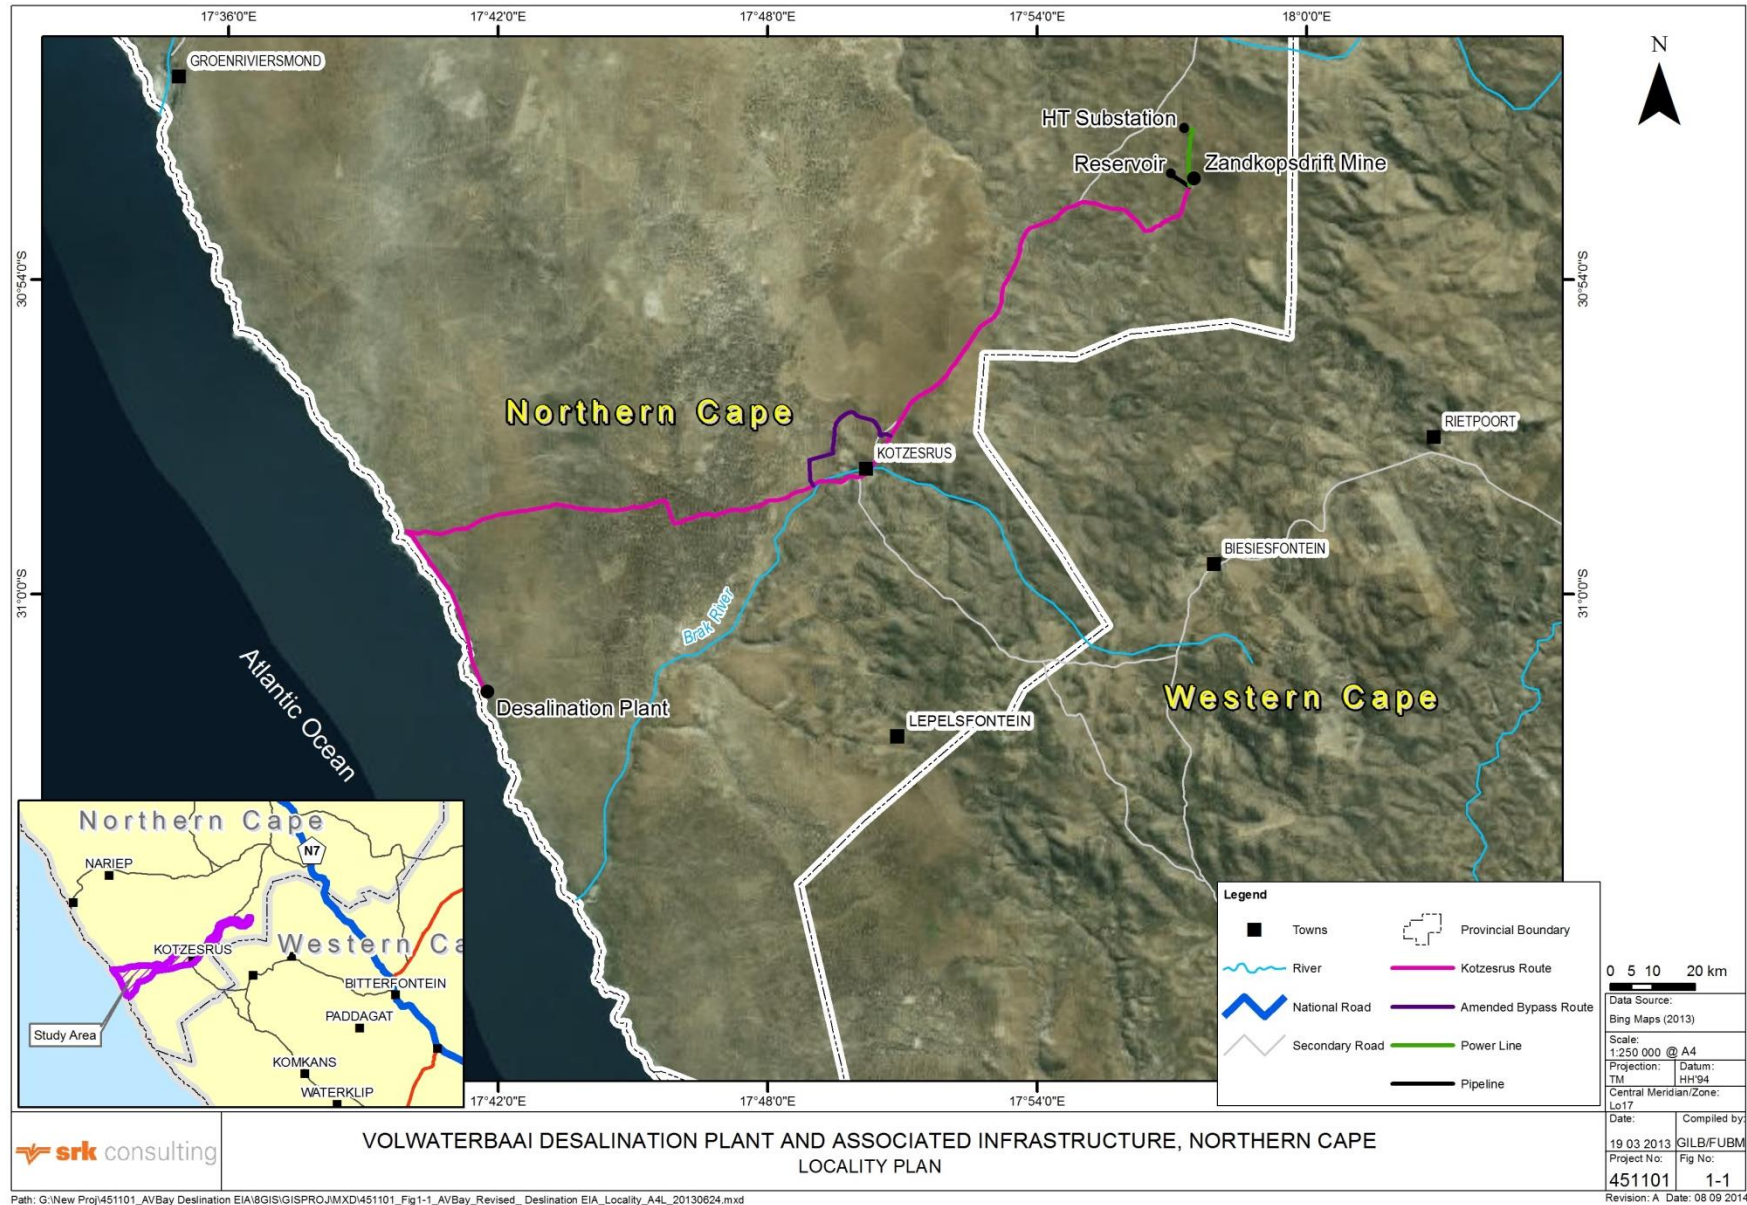 17°36'0"E
17°42'0"E
17°48'0"E
17°54'0"E
18°0'0"E
GROENRIVIERSMOND
N
HT Substation
Reservoir
Zandkopsdrift Mine
30°54'0"S
30°54'0"S
Northern Cape
RIETPOORT
KOTZESRUS
BIESIESFONTEIN
31°0'0"S
31°0'0"S
Brak River
Atlantic Ocean
Western Cape
Desalination Plant
LEPELSFONTEIN
Northern Cape
N7
NARIEP
KOTZESRUS
Western Ca
BITTERFONTEIN
PADDAGAT
Study Area
KOMKANS
WATERKLIP
Legend
Towns
Provincial Boundary
River
Kotzesrus Route
National Road
Amended Bypass Route
Secondary Road
Power Line
Pipeline
0 5 10 20 km
Data Source:
Bing Maps (2013)
Scale:
1:250 000 @ A4
Projection: Datum:
TM HH'94
Central Meridian/Zone:
Lo17
Date: Compiled by:
19 03 2013 GILB/FUBM
Project No: Fig No:
451101 1-1
Revision: A Date: 08 09 2014
17°42'0"E
17°48'0"E
17°54'0"E
srk consulting
VOLWATERBAAI DESALINATION PLANT AND ASSOCIATED INFRASTRUCTURE, NORTHERN CAPE
LOCALITY PLAN
Path: G:\New Proj\451101_AVBay Deslination EIA\8GIS\GISPROJ\MXD\451101_Fig1-1_AVBay_Revised_ Deslination EIA_Locality_A4L_20130624.mxd